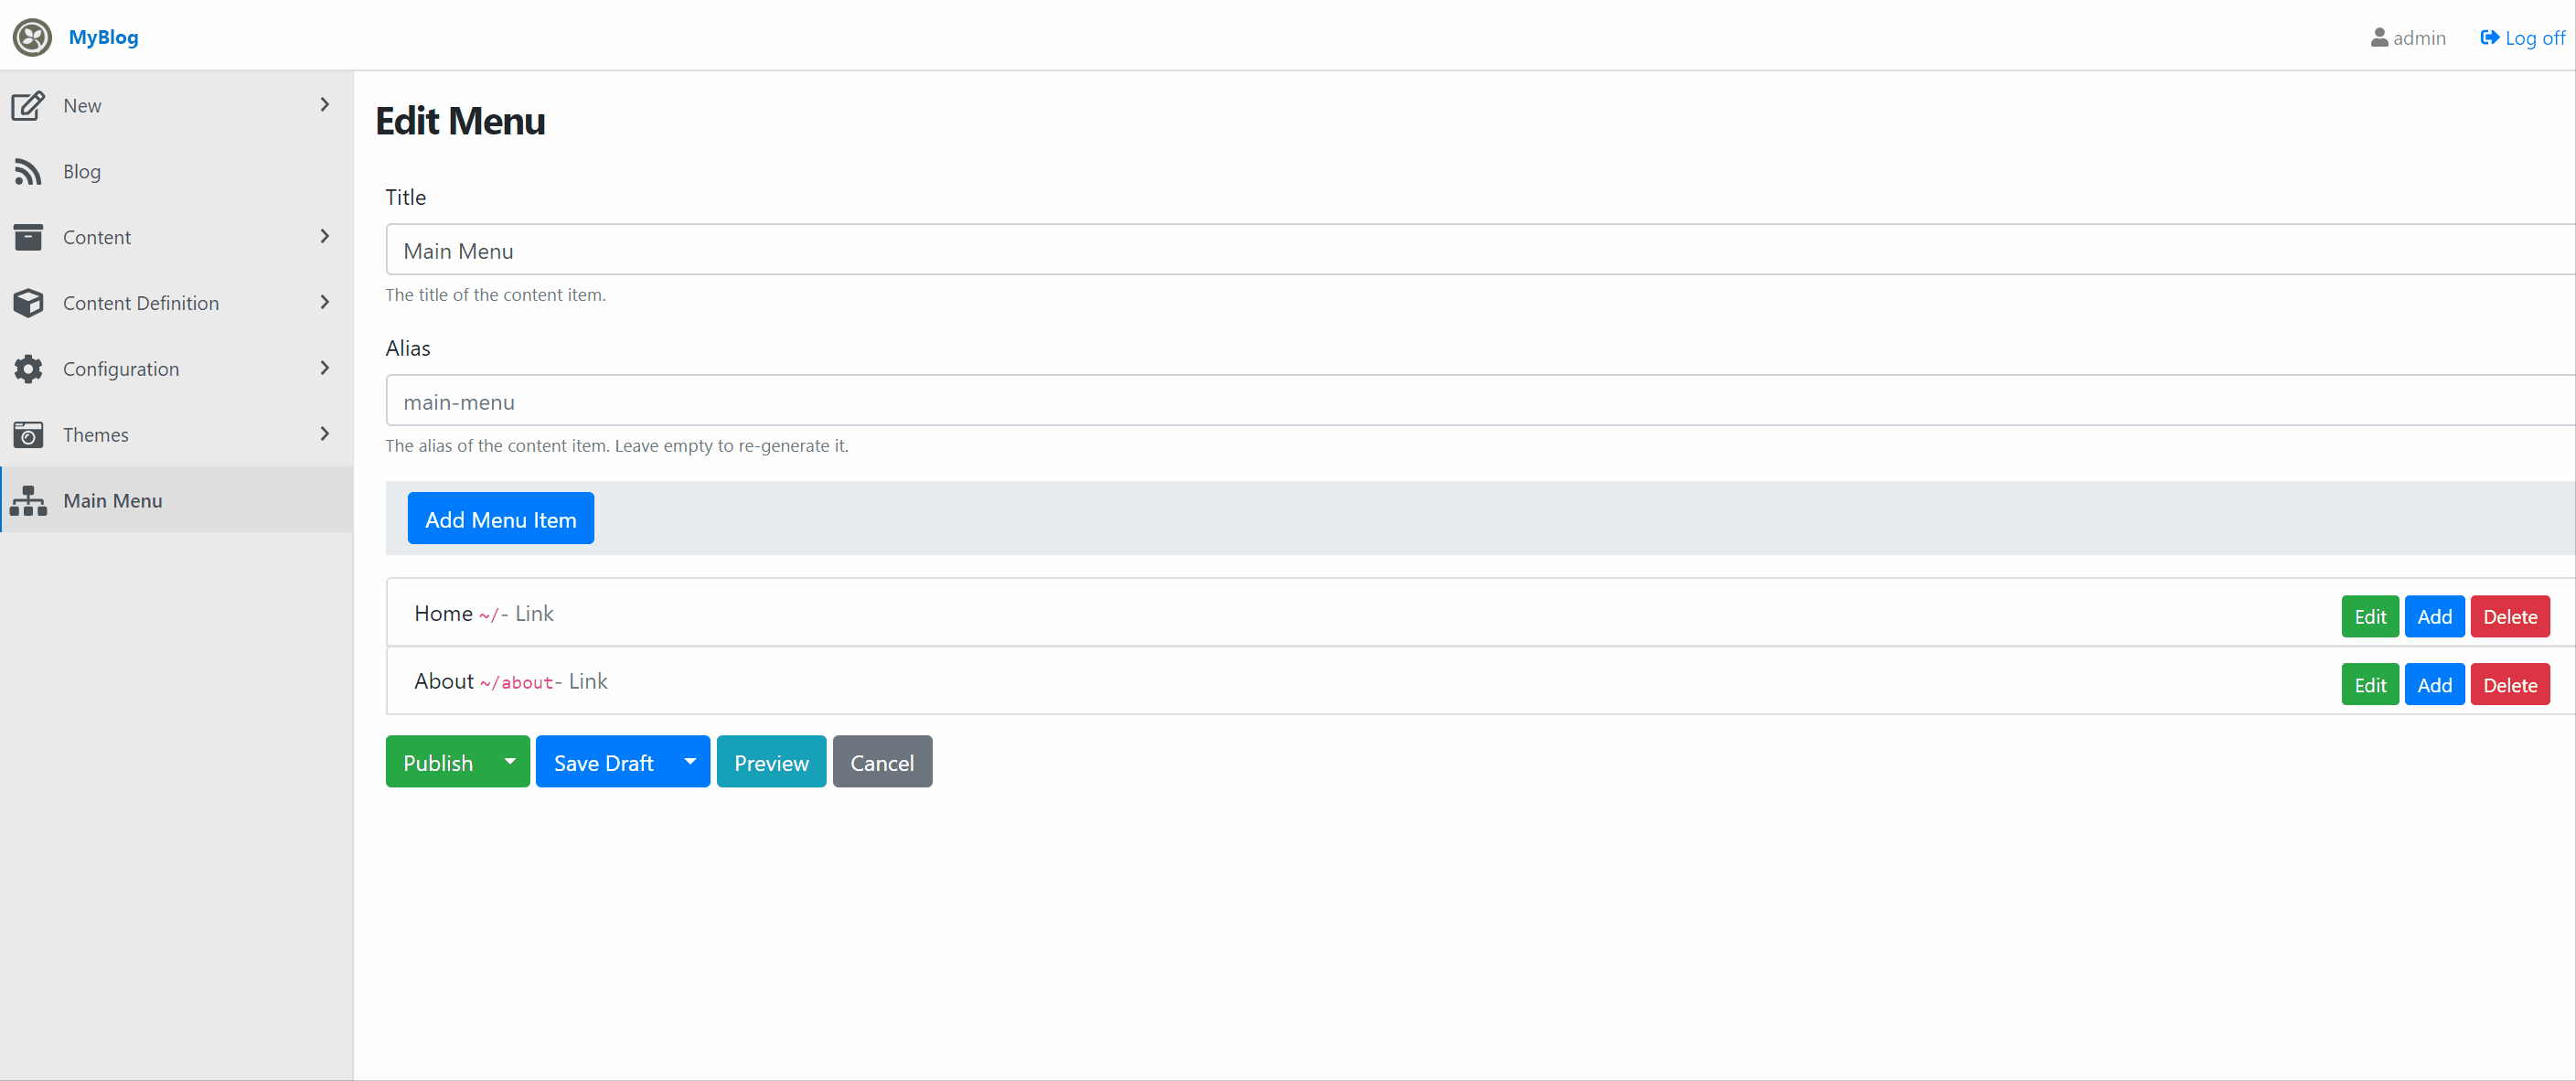 MyBlog
admin
Log off
New
Blog
Content
Content Definition
Configuration
Themes
Main Menu
Edit Menu
Title
Main Menu
The title of the content item.
Alias
main-menu
The alias of the content item. Leave empty to re-generate it.
Add Menu Item
Home ~/- Link
Edit Add Delete
About ~/about- Link
Edit Add Delete
Publish Save Draft Preview Cancel